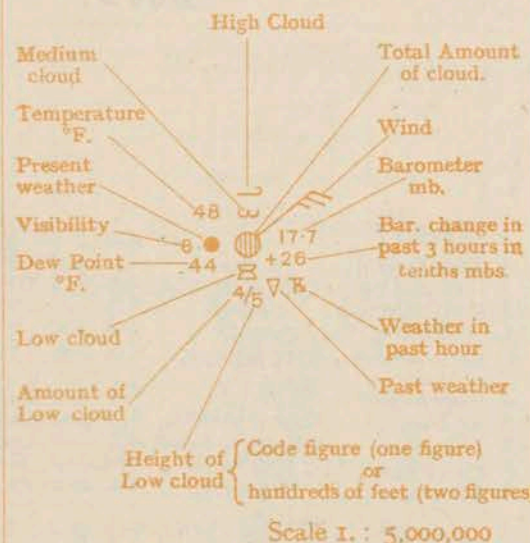 High Cloud
Medium
cloud
Total Amount
of cloud.
Temperature
°F.
Wind
Present
weather
Barometer
mb.
48
Visibility
6
17.7
Bar. change in
past 3 hours in
tenths mbs.
Dew Point
°F.
44
+26
4/5
Low cloud
Weather in
past hour
Amount of
Low cloud
Past weather
Height of
Low cloud
Code figure (one figure)
or
hundreds of feet (two figures
Scale 1. : 5,000,000